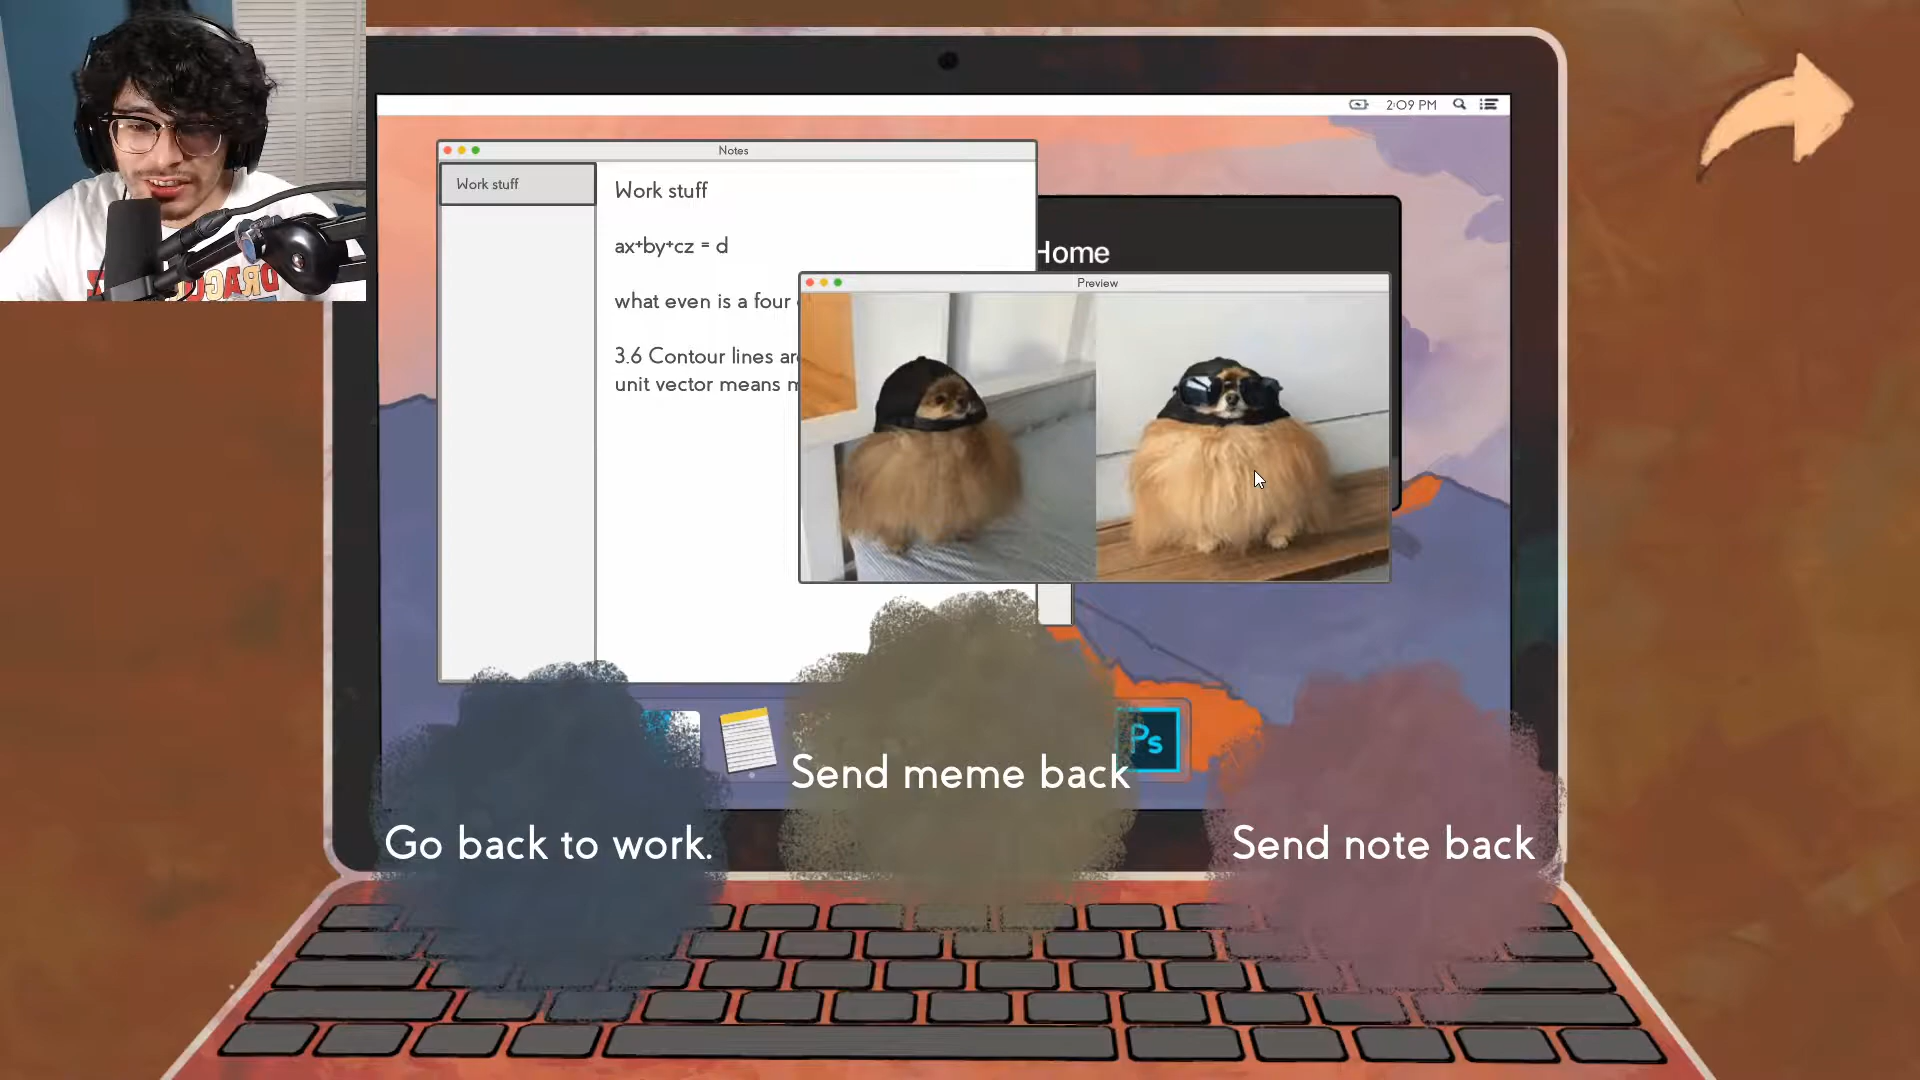 2:09 PM
Notes
Work stuff
Work stuff
ax+by+cz = d
what even is a four
3.6 Contour lines are
unit vector means
Home
Preview
Ps
Send meme back
Go back to work.
Send note back